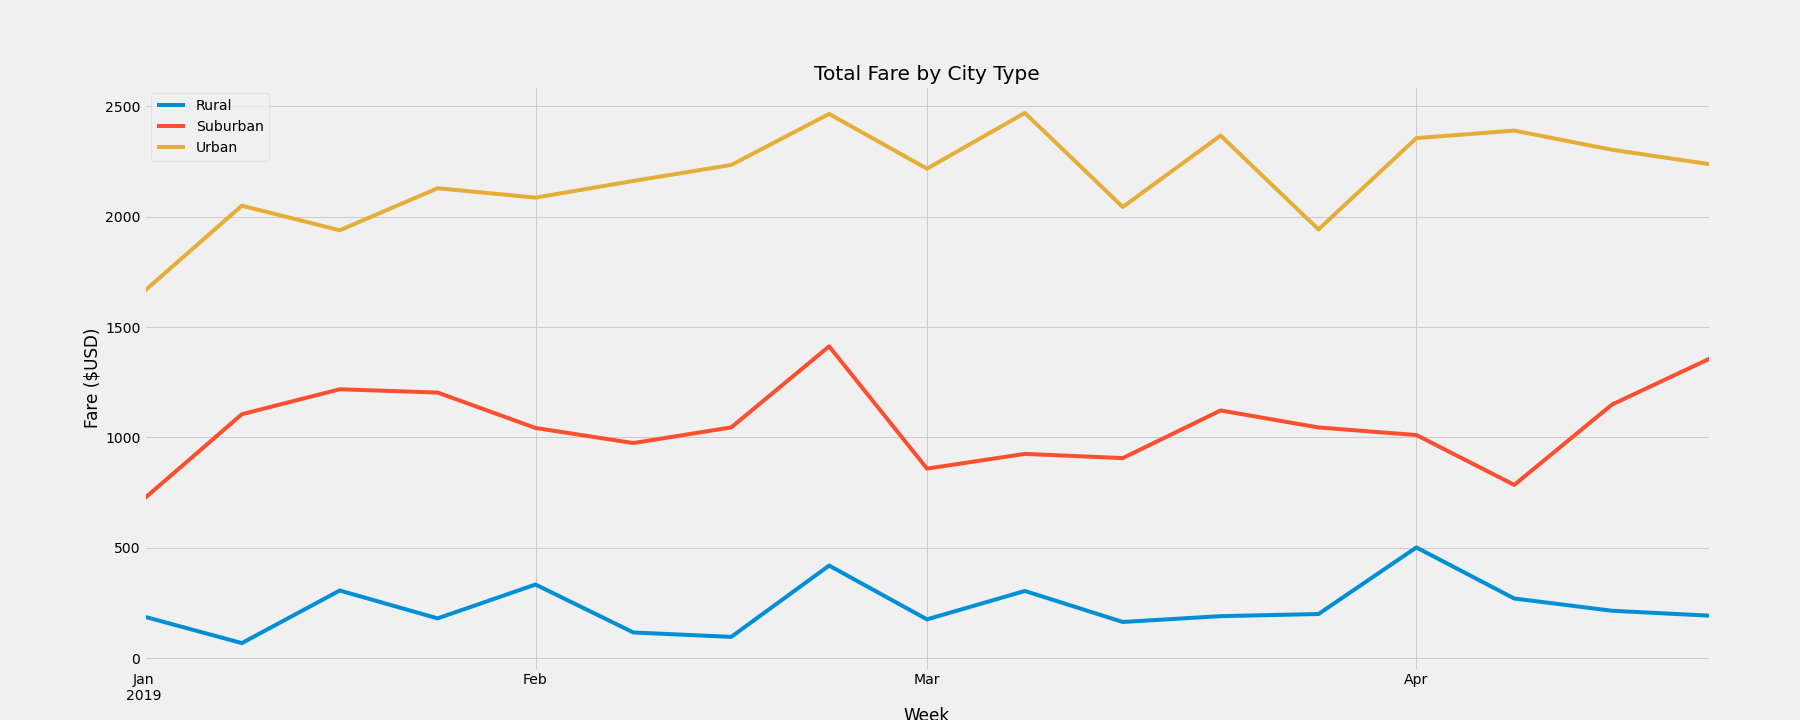 Total Fare by City Type
Rural
Suburban
Urban
Fare ($USD)
2500
2000
1500
1000
500
0
Jan
2019
Feb
Mar
Apr
Week